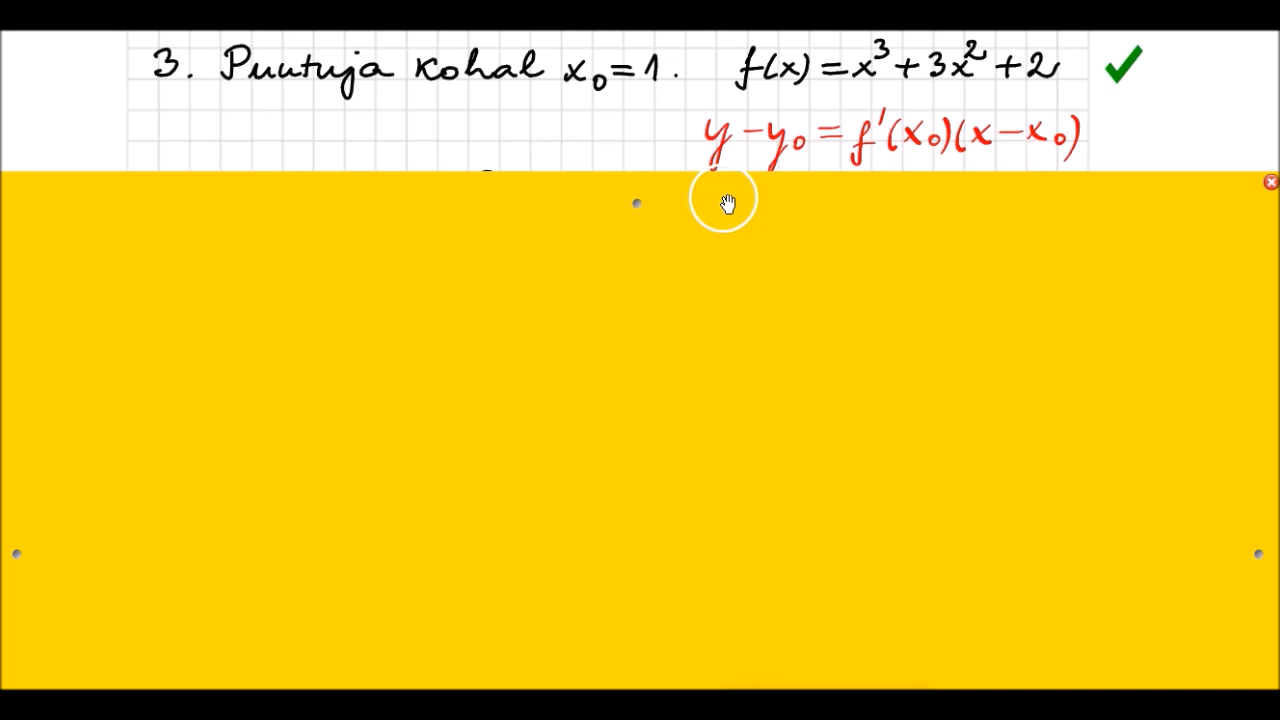 3. Puutuja kohal x₀=1. f(x)=x³+3x²+2
y-y₀=f'(x₀)(x-x₀)